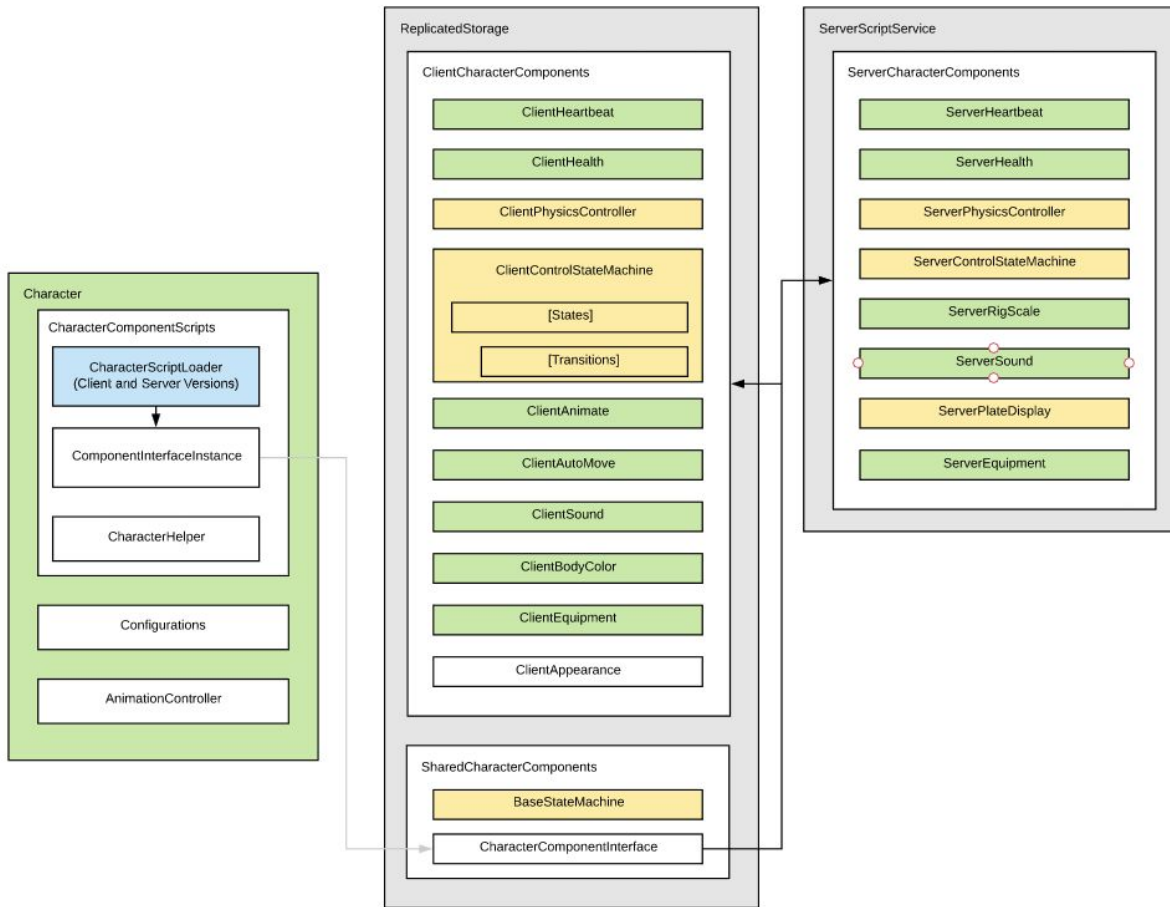 Character
CharacterComponentScripts
CharacterScriptLoader
(Client and Server Versions)
ComponentInterfaceInstance
CharacterHelper
Configurations
AnimationController
ReplicatedStorage
ClientCharacterComponents
ClientHeartbeat
ClientHealth
ClientPhysicsController
ClientControlStateMachine
[States]
[Transitions]
ClientAnimate
ClientAutoMove
ClientSound
ClientBodyColor
ClientEquipment
ClientAppearance
SharedCharacterComponents
BaseStateMachine
CharacterComponentInterface
ServerScriptService
ServerCharacterComponents
ServerHeartbeat
ServerHealth
ServerPhysicsController
ServerControlStateMachine
ServerRigScale
ServerSound
ServerPlateDisplay
ServerEquipment